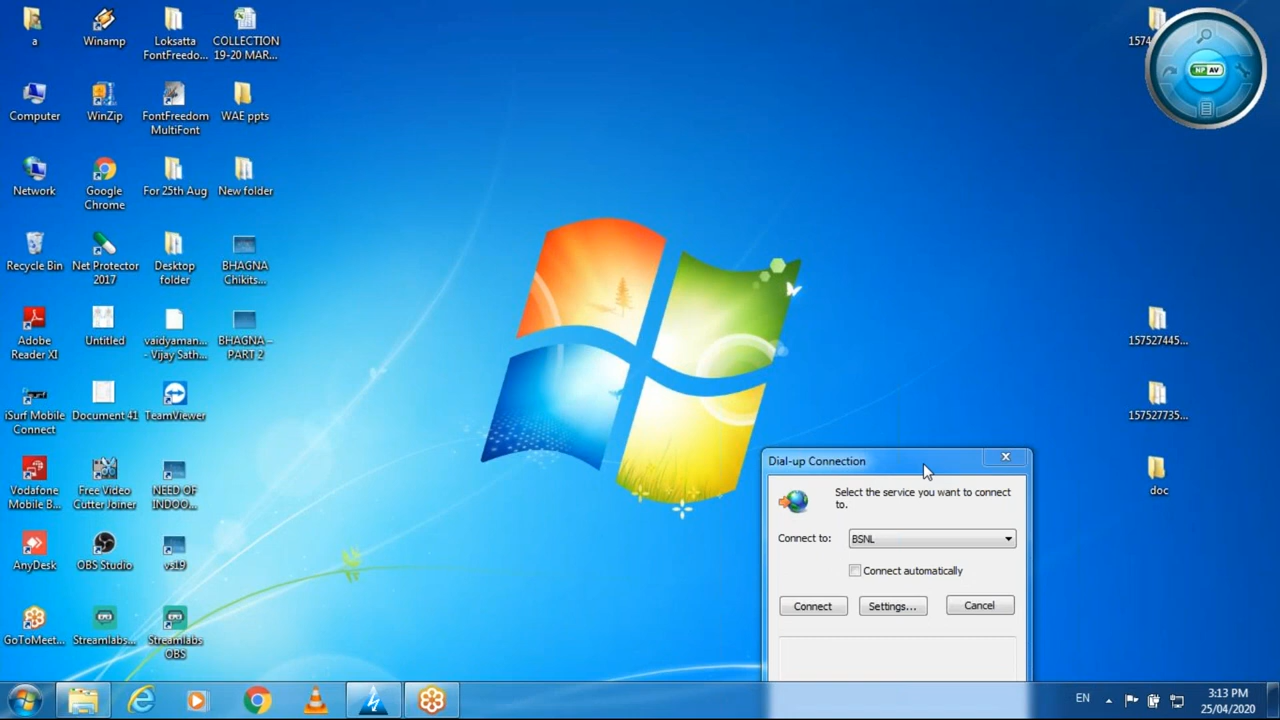 a
Winamp
Loksatta
FontFreedo...
COLLECTION
19-20 MAR...
Computer
WinZip
FontFreedom
MultiFont
WAE ppts
Network
Google
Chrome
For 25th Aug
New folder
Recycle Bin
Net Protector
2017
Desktop
folder
BHAGNA
Chikits...
Adobe
Reader XI
Untitled
vaidyaman...
- Vijay Sath...
BHAGNA –
PART 2
iSurf Mobile
Connect
Document 41
TeamViewer
Vodafone
Mobile B...
Free Video
Cutter Joiner
NEED OF
INDOO...
AnyDesk
OBS Studio
vs19
GoToMeet...
Streamlabs...
Streamlabs
OBS
NP AV
157527445...
157527735...
doc
Dial-up Connection
Select the service you want to connect
to.
Connect to:
BSNL
Connect automatically
Connect
Settings...
Cancel
EN
3:13 PM
25/04/2020